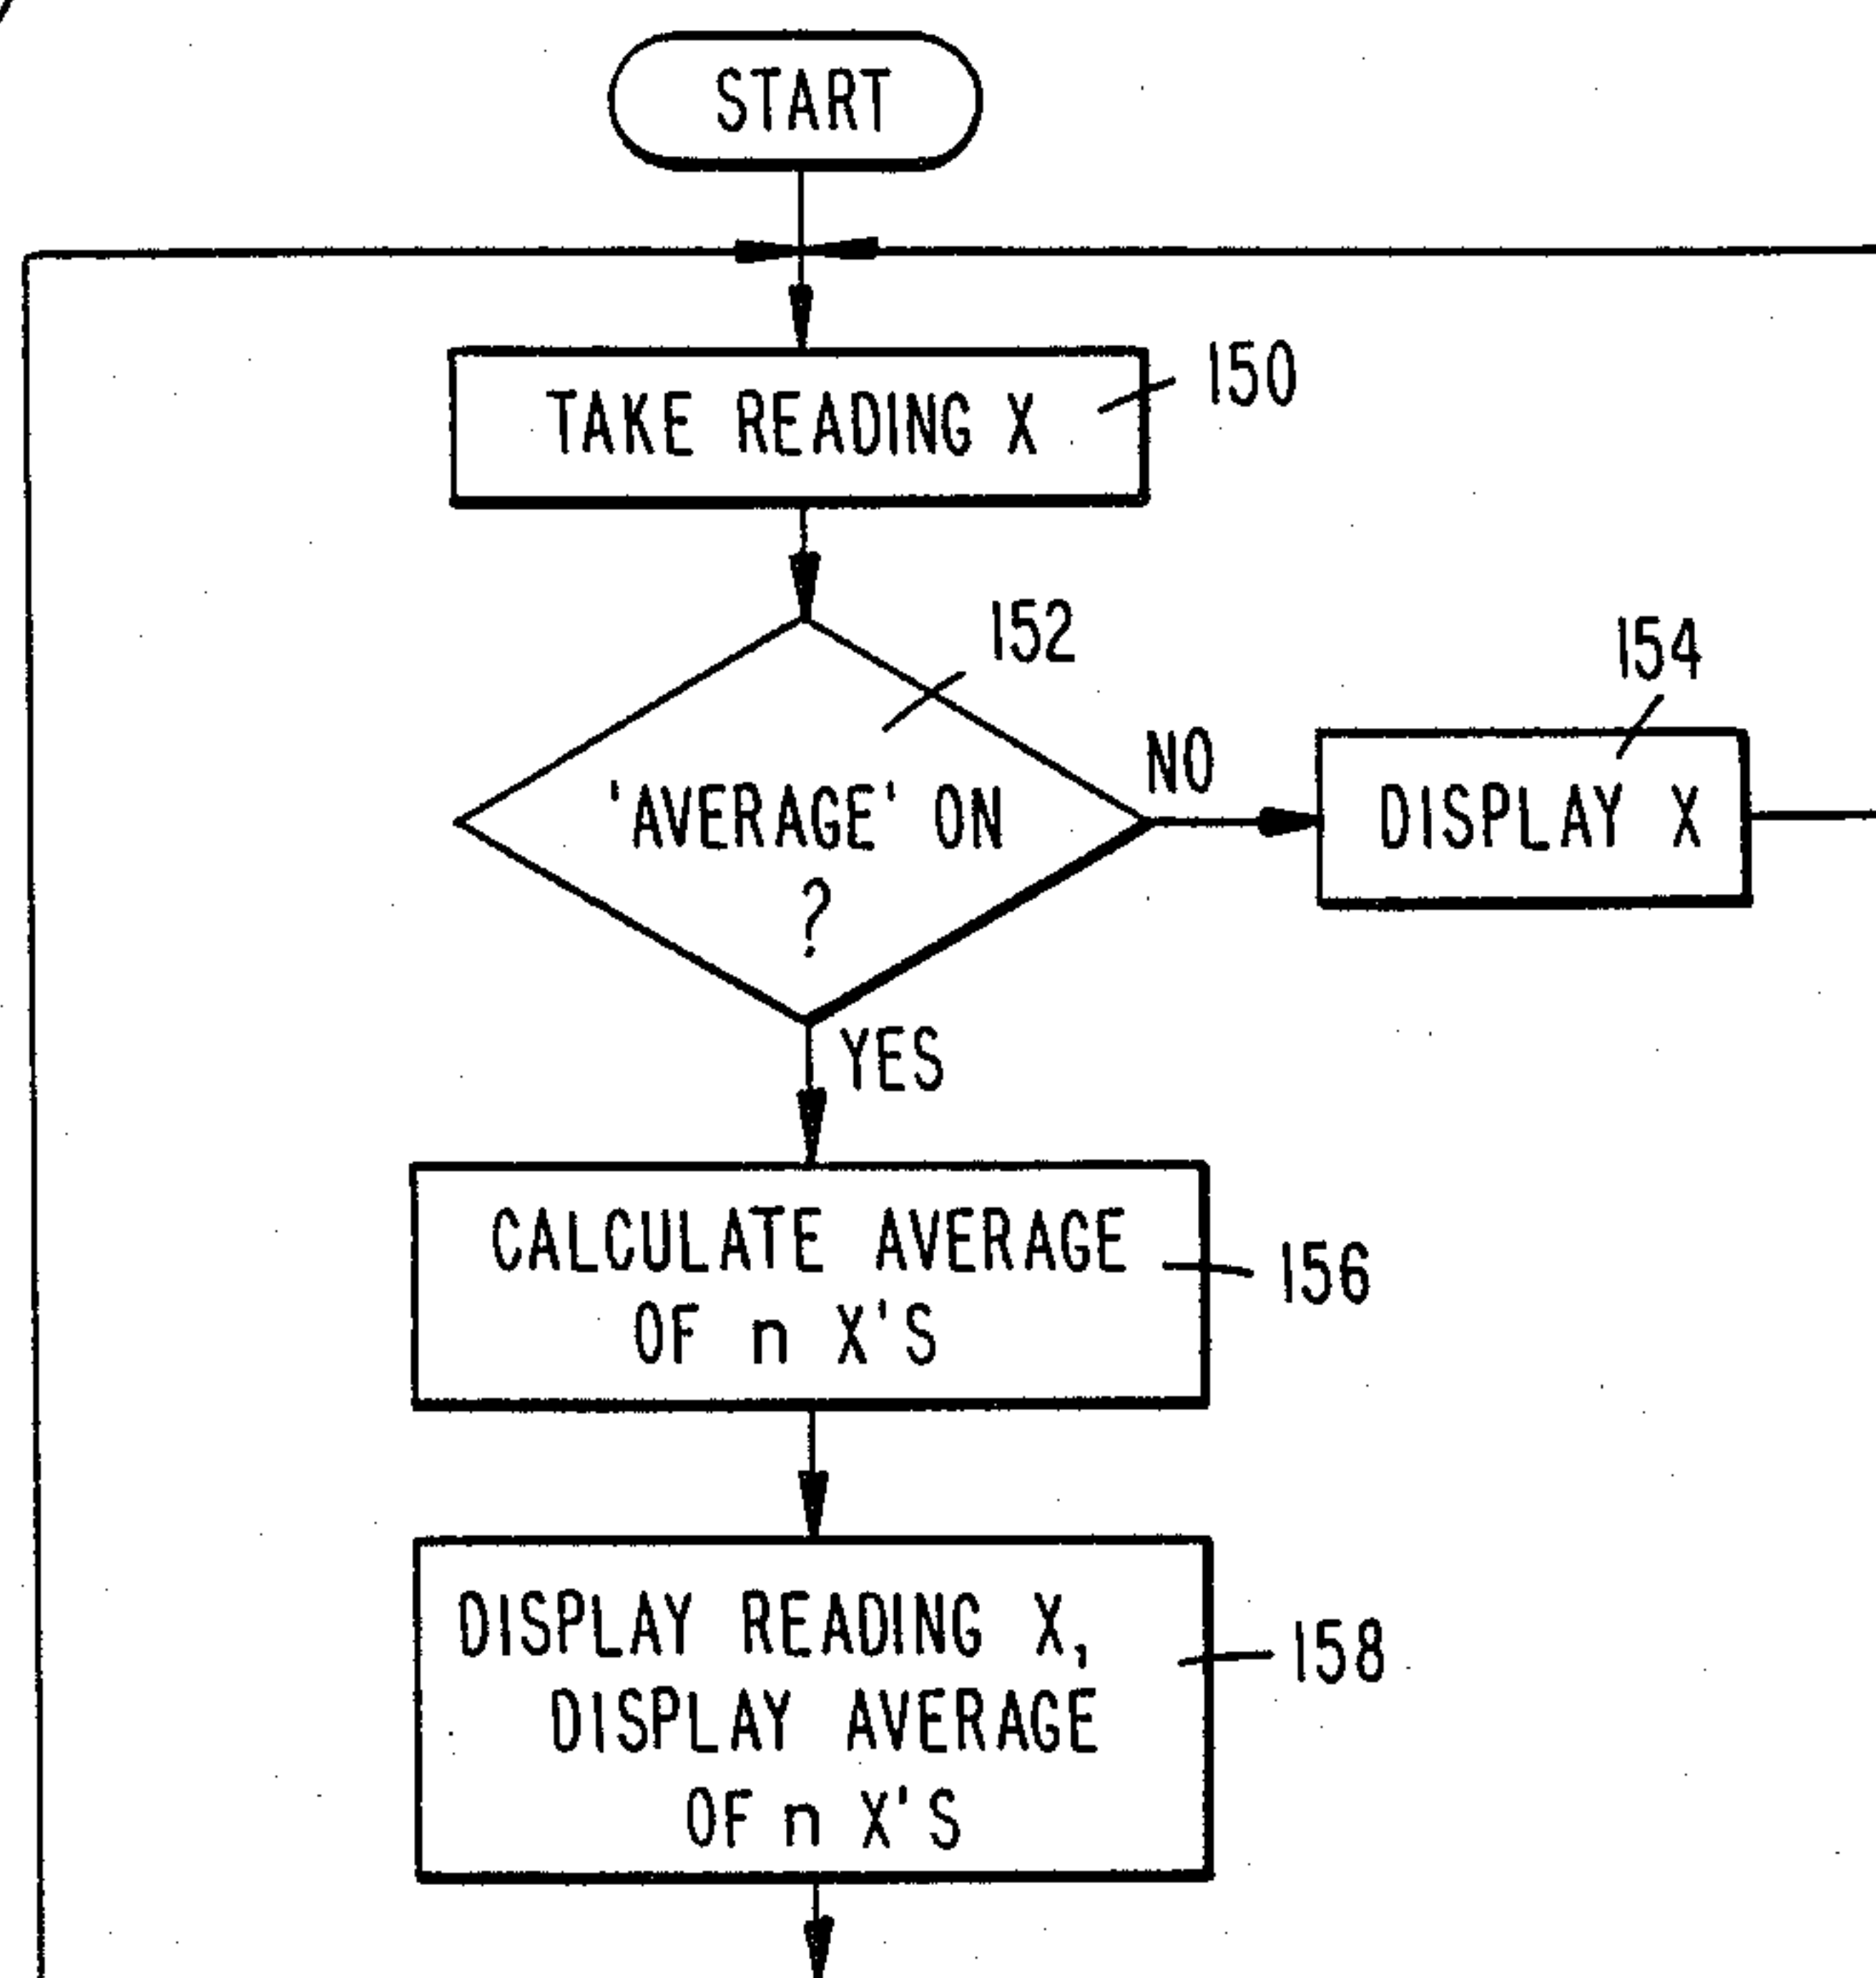 START
TAKE READING X
150
152
'AVERAGE' ON
?
NO
154
DISPLAY X
YES
CALCULATE AVERAGE
OF n X'S
156
DISPLAY READING X,
DISPLAY AVERAGE
OF n X'S
158